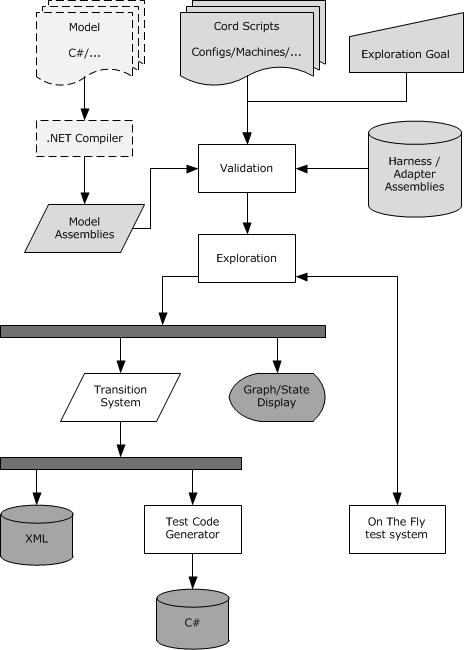 Model
C#/...
Cord Scripts
Configs/Machines/...
Exploration Goal
.NET Compiler
Validation
Harness /
Adapter
Assemblies
Model
Assemblies
Exploration
Transition
System
Graph/State
Display
XML
Test Code
Generator
On The Fly
test system
C#